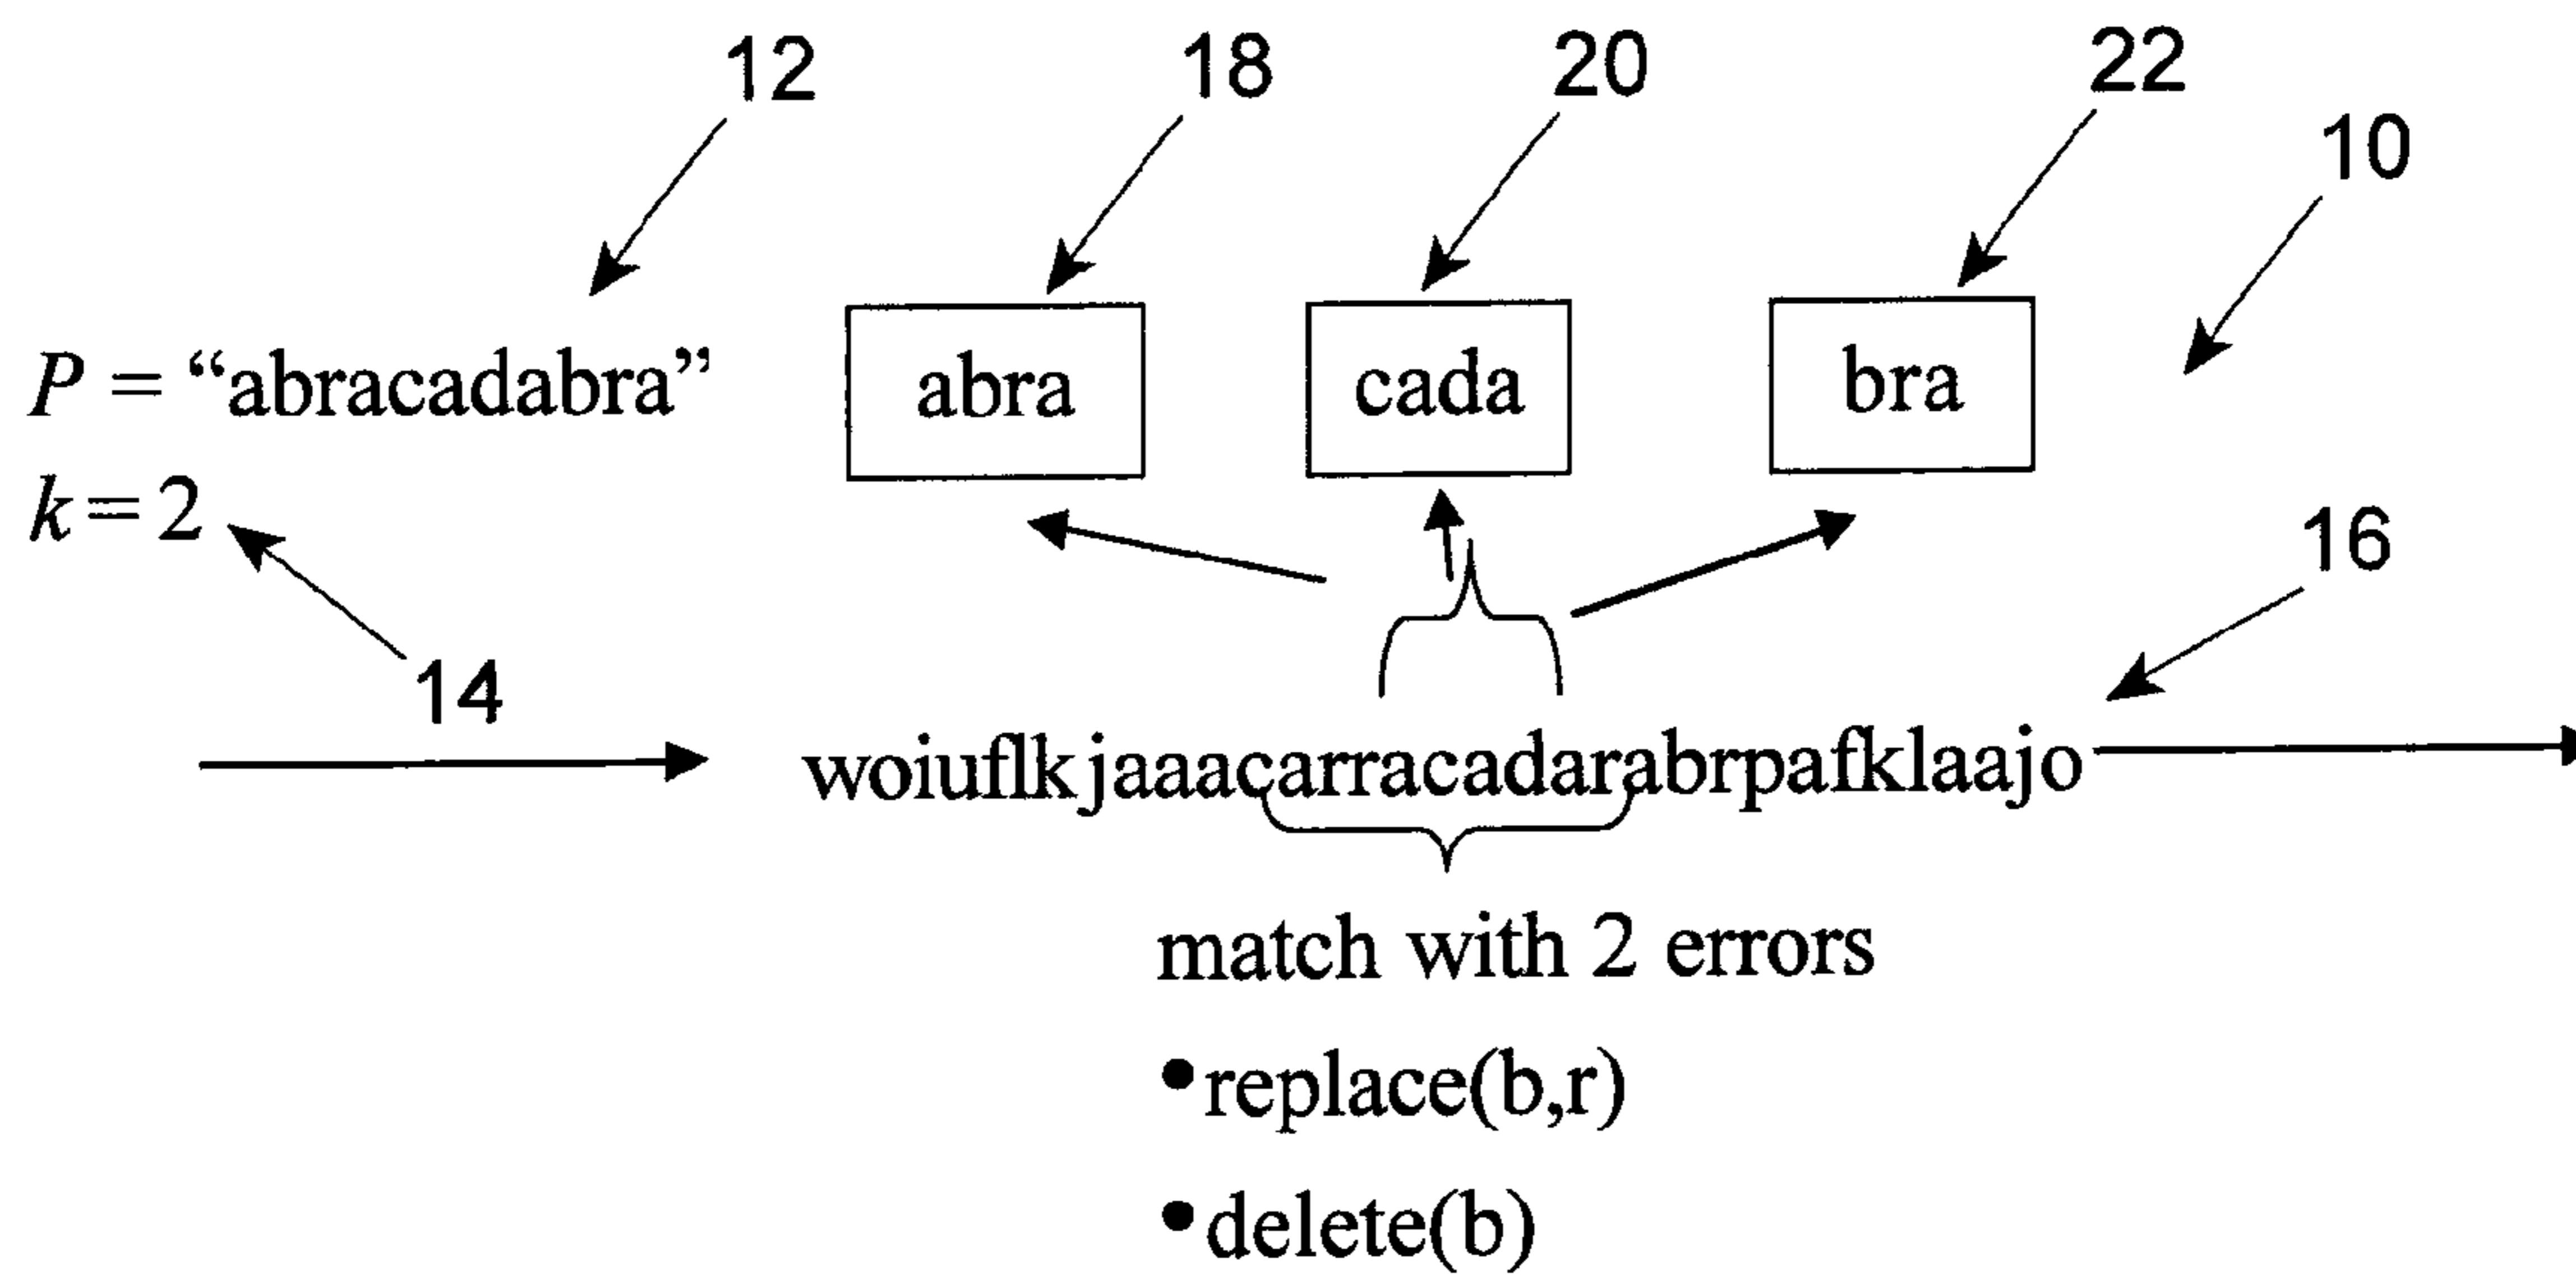 12 18 20 22
10
P = “abracadabra” abra cada bra
k = 2
16
14
woiuflkjaaacarracadarabrpafklaajo
match with 2 errors
•replace(b,r)
•delete(b)